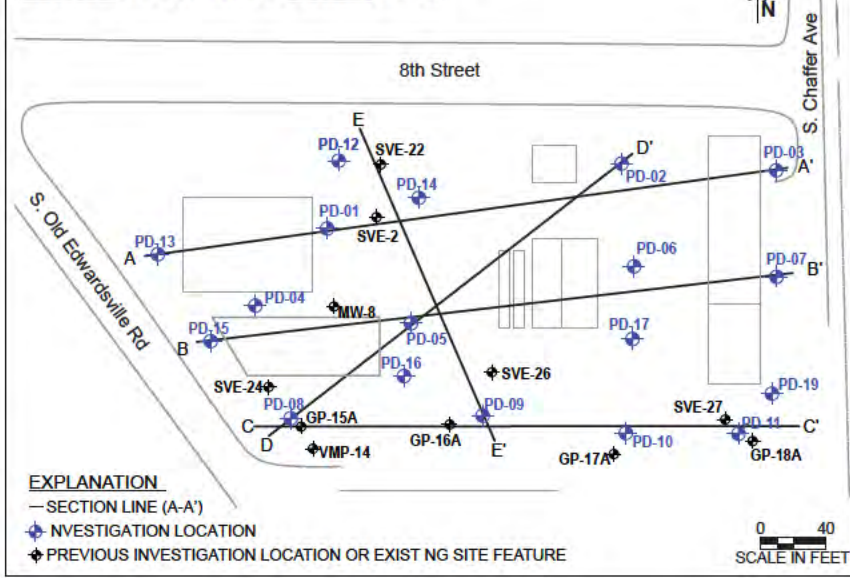 N
8th Street
S. Chaffer Ave
E
PD-12
SVE-22
D'
PD-03
A'
PD-02
PD-14
PD-01
SVE-2
PD-13
A
S. Old Edwardsville Rd
PD-06
PD-07
B'
PD-04
MW-8
PD-15
B
PD-05
PD-17
PD-16
SVE-26
SVE-24
PD-19
PD-08
GP-15A
PD-09
SVE-27
C
D
GP-16A
E'
PD-10
PD-11
C'
VMP-14
GP-17A
GP-18A
EXPLANATION
SECTION LINE (A-A')
NVESTIGATION LOCATION
PREVIOUS INVESTIGATION LOCATION OR EXIST NG SITE FEATURE
0 40
SCALE IN FEET